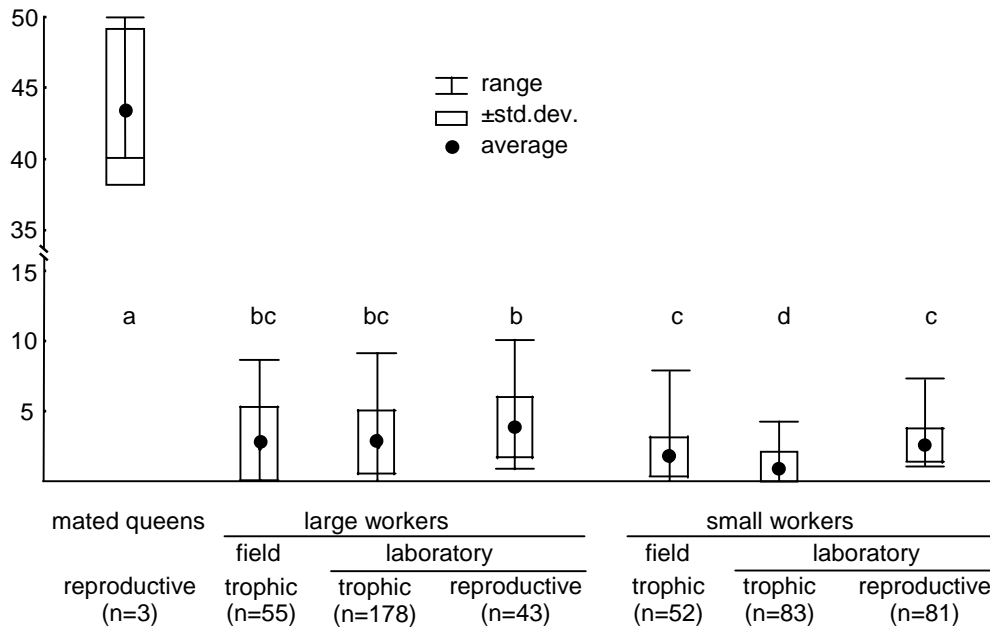 50
45
40
35
15
10
5
range
±std.dev.
average
a bc bc b c d c
mated queens large workers small workers
field laboratory field laboratory
reproductive trophic trophic reproductive trophic trophic reproductive
(n=3) (n=55) (n=178) (n=43) (n=52) (n=83) (n=81)